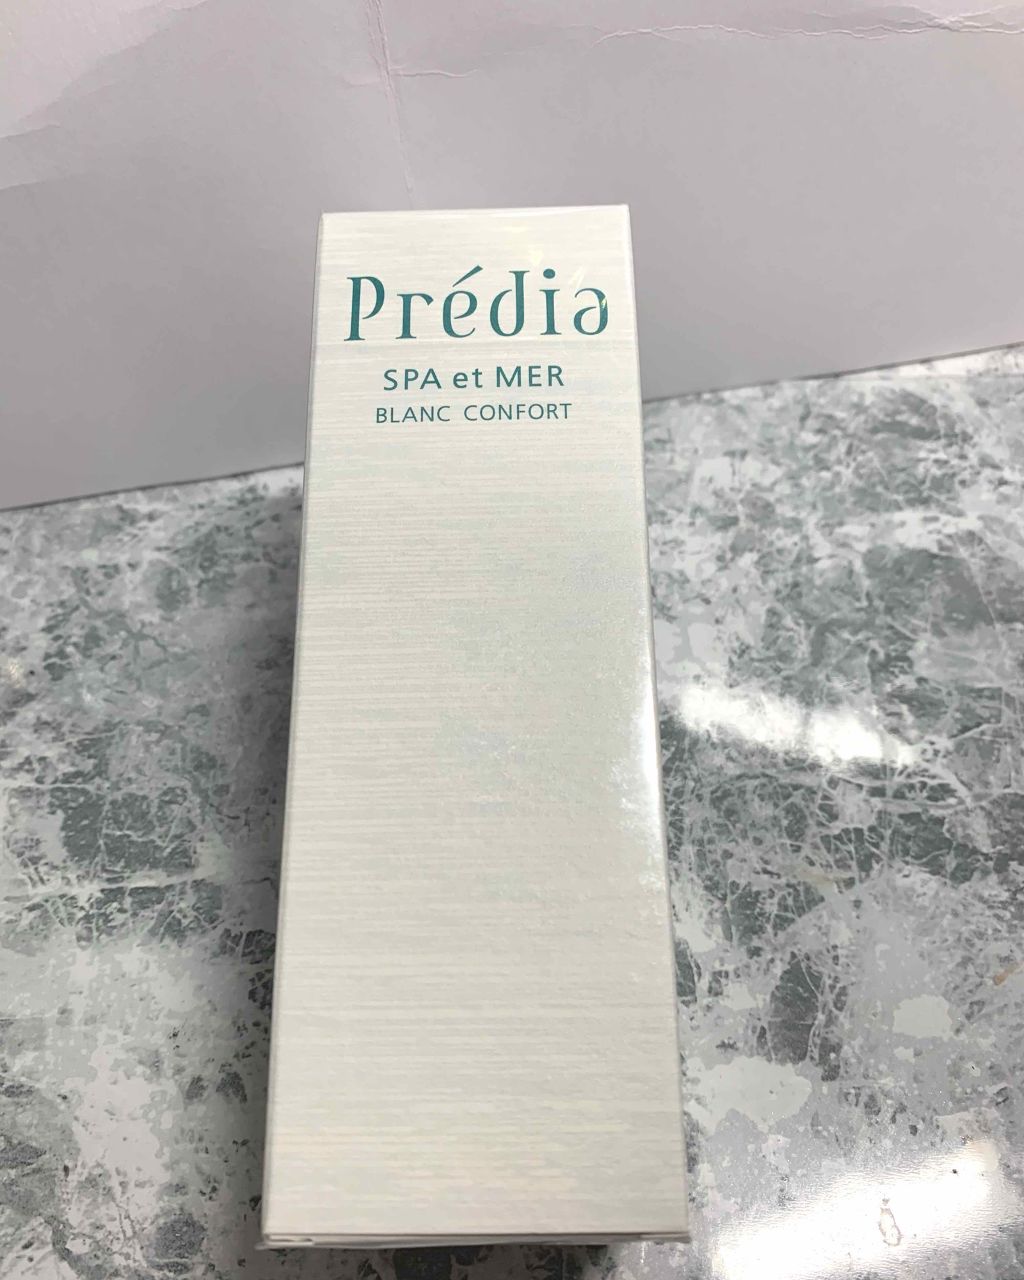 Prédia
SPA et MER
BLANC CONFORT